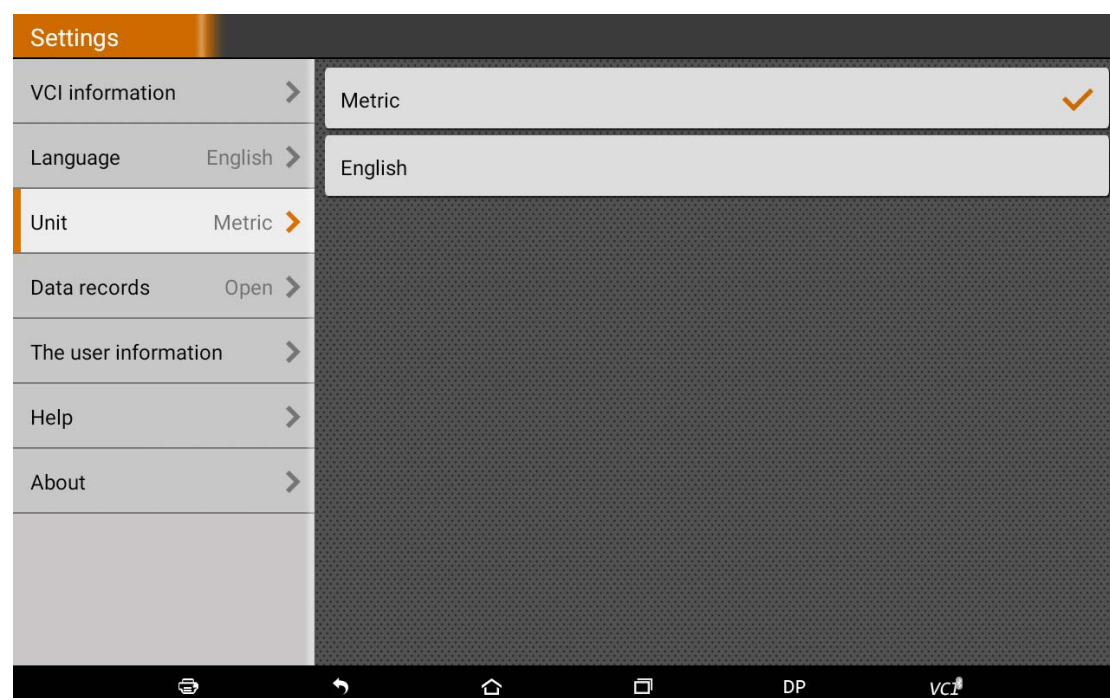 Settings
VCI information
Language English
Unit Metric
Data records Open
The user information
Help
About
Metric
English
DP
VCI